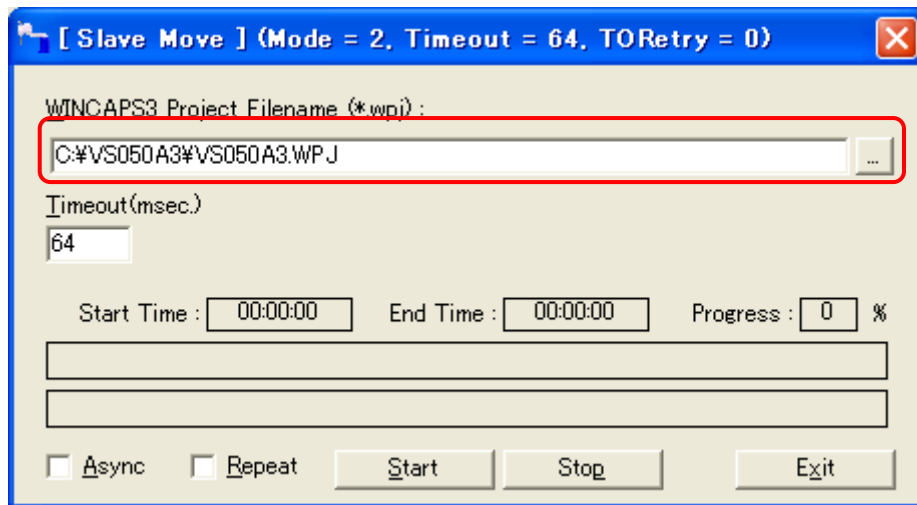 [ Slave Move ] (Mode = 2, Timeout = 64, TORetry = 0)
WINCAPS3 Project Filename (*.wpj) :
C:¥VS050A3¥VS050A3.WPJ ...
Timeout(msec.)
64
Start Time : 00:00:00 End Time : 00:00:00 Progress : 0 %
Async Repeat Start Stop Exit